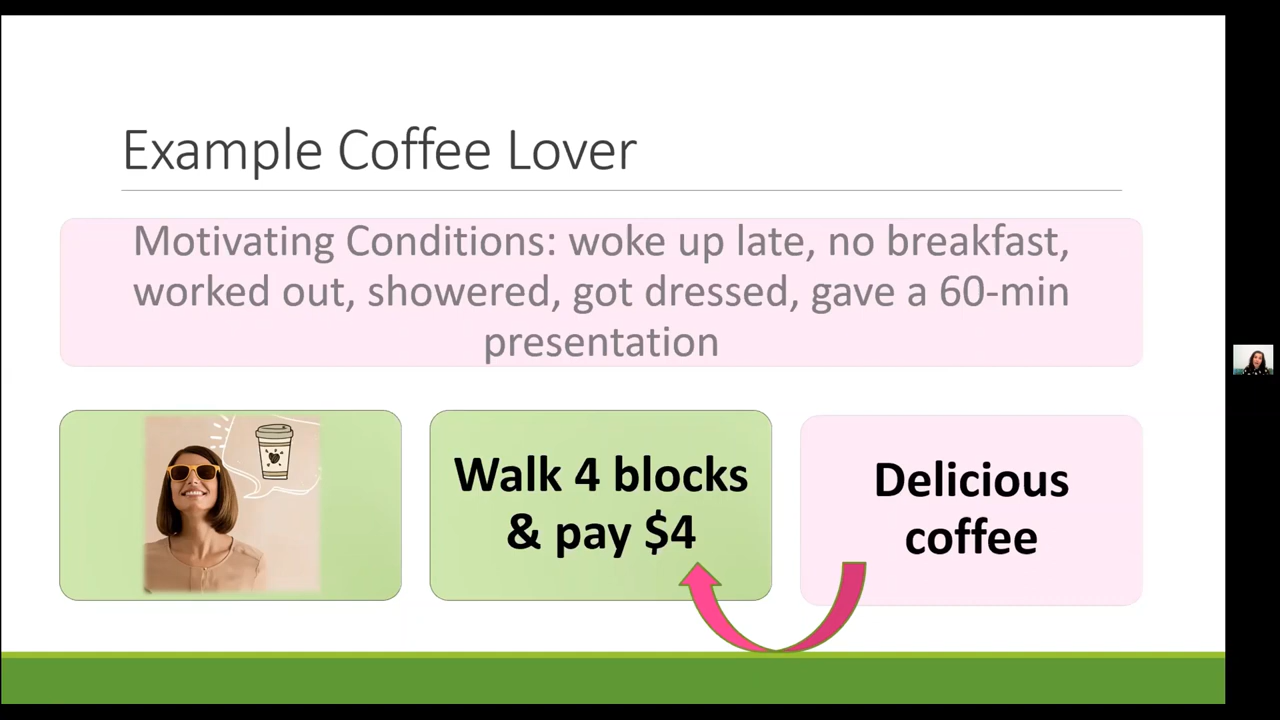 Example Coffee Lover
Motivating Conditions: woke up late, no breakfast,
worked out, showered, got dressed, gave a 60-min
presentation
Walk 4 blocks
& pay $4
Delicious
coffee